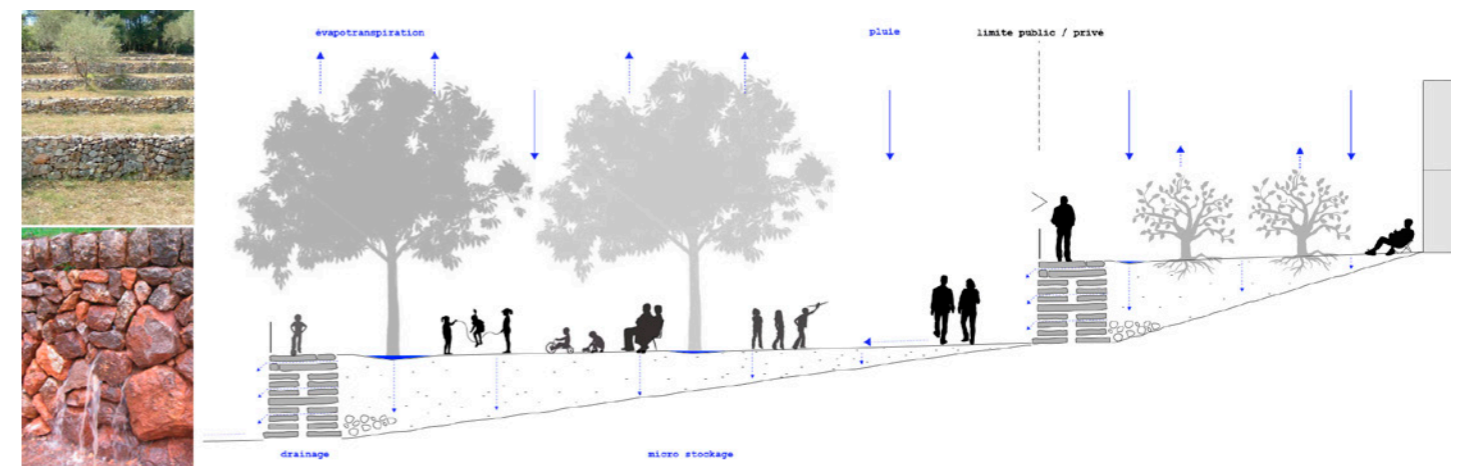 évapotranspiration
pluie
limite public / privé
drainage
micro stockage